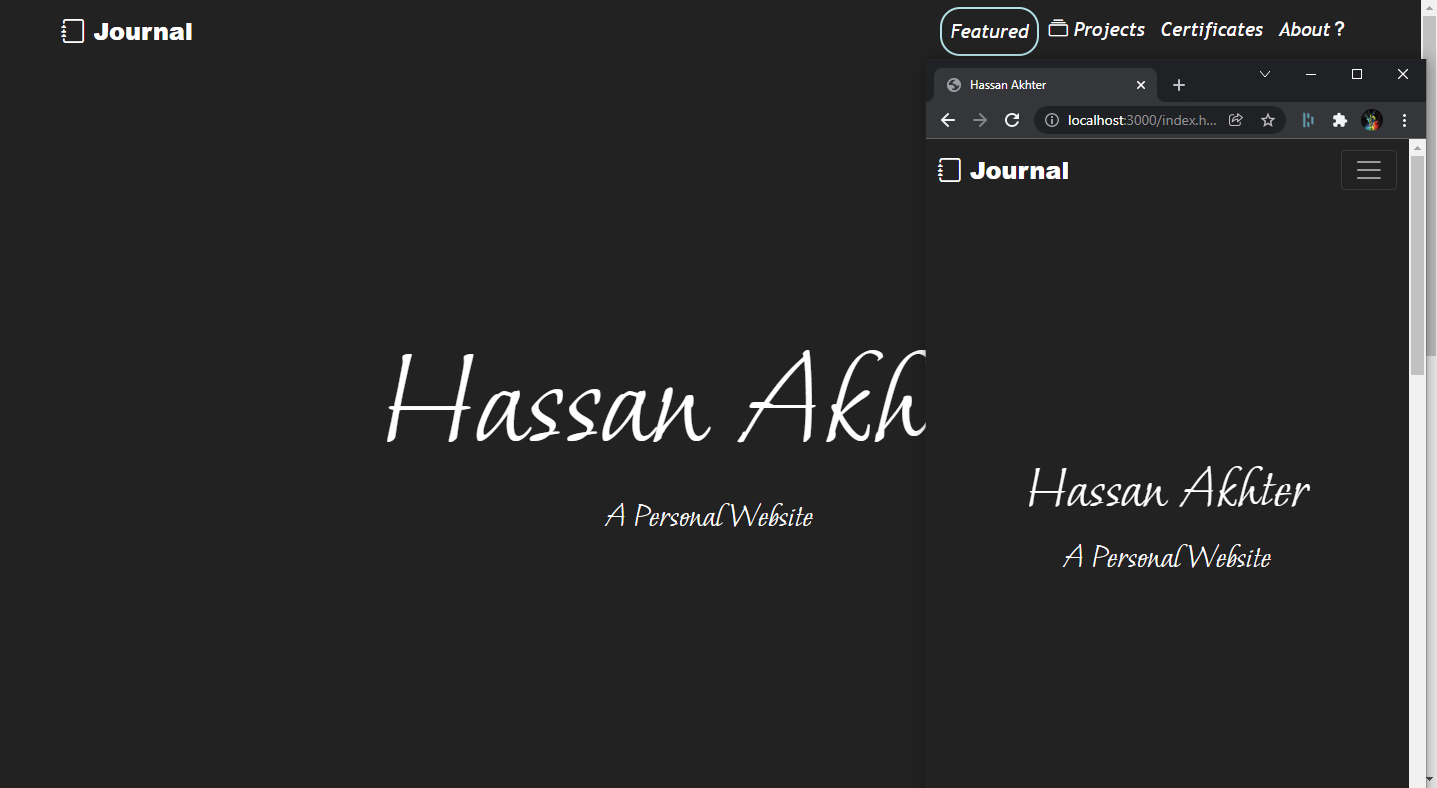 Journal
Featured Projects Certificates About ?
Hassan Akh
A Personal Website
Hassan Akhter
localhost:3000/index.h...
Journal
Hassan Akhter
A Personal Website